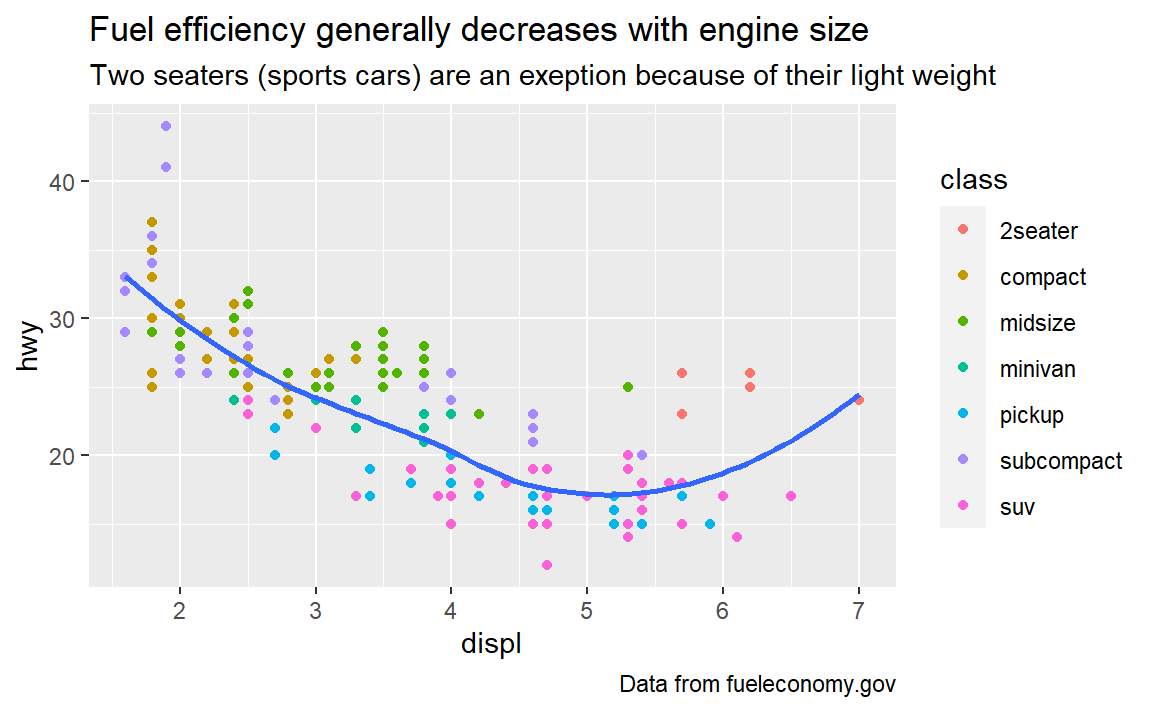 Fuel efficiency generally decreases with engine size
Two seaters (sports cars) are an exeption because of their light weight
hwy
40
30
20
2 3 4 5 6 7
displ
class
2seater
compact
midsize
minivan
pickup
subcompact
suv
Data from fueleconomy.gov